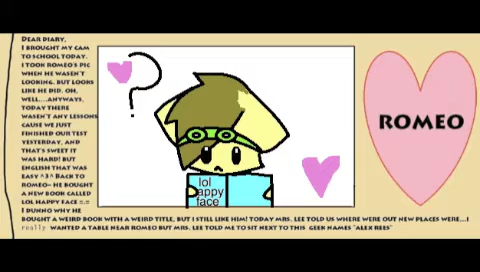 Dear diary,
I brought my cam
to school today.
I took Romeo's pic
when he wasn't
looking. But looks
like he did. Oh,
well....anyways,
today there
wasn't any lessons
cause we just
finished our test
yesterday, and
that's sweet it
was hard! But
English that was
easy ^3^ Back to
Romeo~ he bought
a new book called
lol happy face =.=
I dunno why he
bought a weird book with a weird title, but I still like him! Today Mrs. Lee told us where were out new places were...I
really wanted a table near Romeo but Mrs. Lee told me to sit next to this geek names "Alex Rees"
?
lol
appy
face
ROMEO